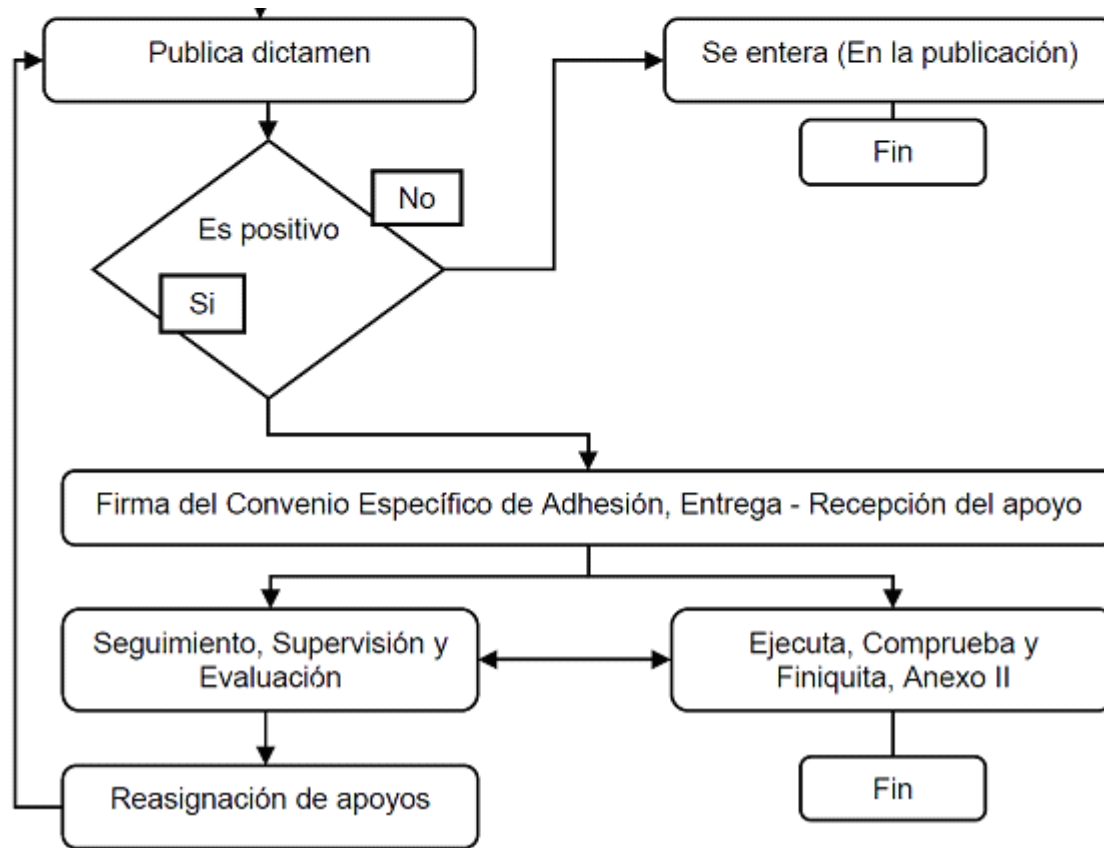 Publica dictamen
Se entera (En la publicación)
Fin
No
Es positivo
Si
Firma del Convenio Específico de Adhesión, Entrega - Recepción del apoyo
Seguimiento, Supervisión y
Evaluación
Ejecuta, Comprueba y
Finiquita, Anexo II
Reasignación de apoyos
Fin